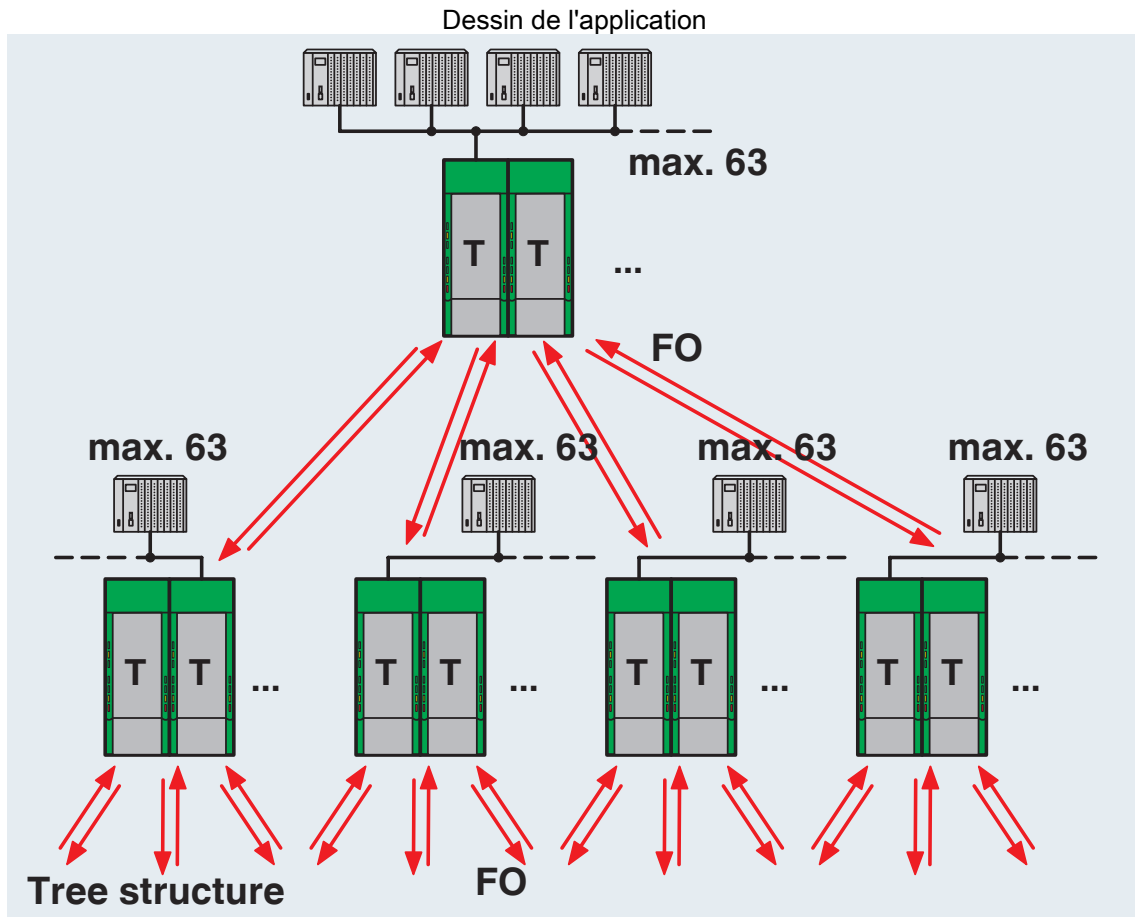 Dessin de l'application
max. 63
T T ...
FO
max. 63 max. 63 max. 63 max. 63
T T ... T T ... T T ... T T ...
Tree structure FO